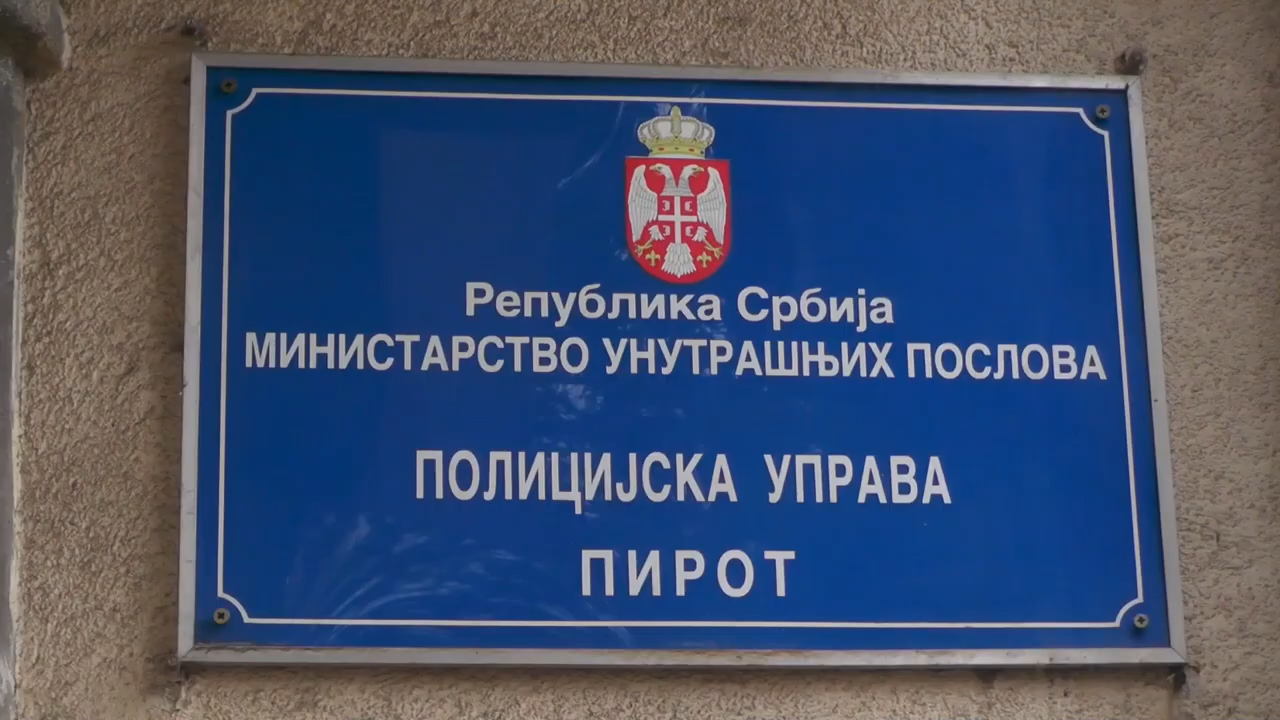 Република Србија
МИНИСТАРСТВО УНУТРАШЊИХ ПОСЛОВА
ПОЛИЦИЈСКА УПРАВА
ПИРОТ